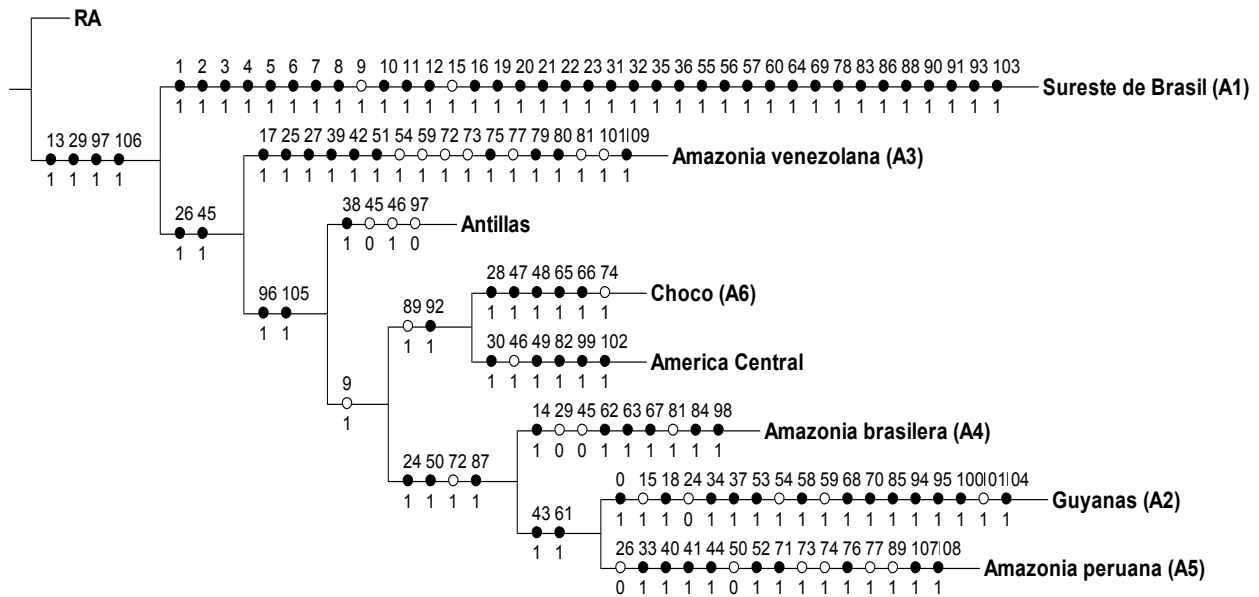 RA
1 2 3 4 5 6 7 8 9 10 11 12 15 16 19 20 21 22 23 31 32 35 36 55 56 57 60 64 69 78 83 86 88 90 91 93 103
Sureste de Brasil (A1)
1 1 1 1 1 1 1 1 1 1 1 1 1 1 1 1 1 1 1 1 1 1 1 1 1 1 1 1 1 1 1 1 1 1 1 1 1
13 29 97 106
1 1 1 1
17 25 27 39 42 51 54 59 72 73 75 77 79 80 81 101 109
Amazonia venezolana (A3)
1 1 1 1 1 1 1 1 1 1 1 1 1 1 1 1 1
26 45
1 1
38 45 46 97
Antillas
1 0 1 0
96 105
1 1
28 47 48 65 66 74
Choco (A6)
1 1 1 1 1 1
89 92
1 1
30 46 49 82 99 102
America Central
1 1 1 1 1 1
9
1
14 29 45 62 63 67 81 84 98
Amazonia brasilera (A4)
1 0 0 1 1 1 1 1 1
24 50 72 87
1 1 1 1
0 15 18 24 34 37 53 54 58 59 68 70 85 94 95 100 101 104
Guyanas (A2)
1 1 1 0 1 1 1 1 1 1 1 1 1 1 1 1 1 1
43 61
1 1
26 33 40 41 44 50 52 71 73 74 76 77 89 107 108
Amazonia peruana (A5)
0 1 1 1 1 0 1 1 1 1 1 1 1 1 1